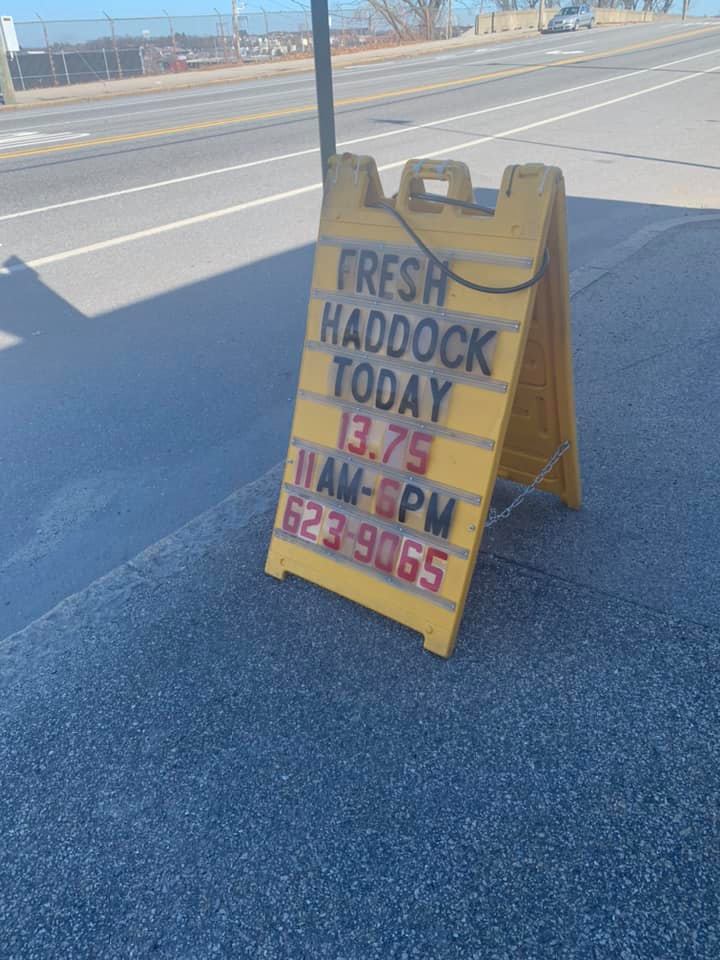 FRESH
HADDOCK
TODAY
13.75
11AM-6PM
623-9065